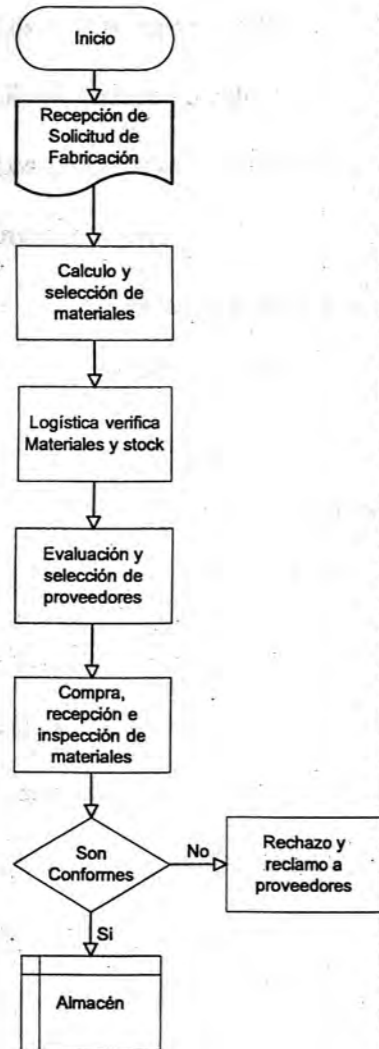 Inicio
Recepción de
Solicitud de
Fabricación
Calculo y
selección de
materiales
Logística verifica
Materiales y stock
Evaluación y
selección de
proveedores
Compra,
recepción e
inspección de
materiales
Son
Conformes
No
Rechazo y
reclamo a
proveedores
Si
Almacén